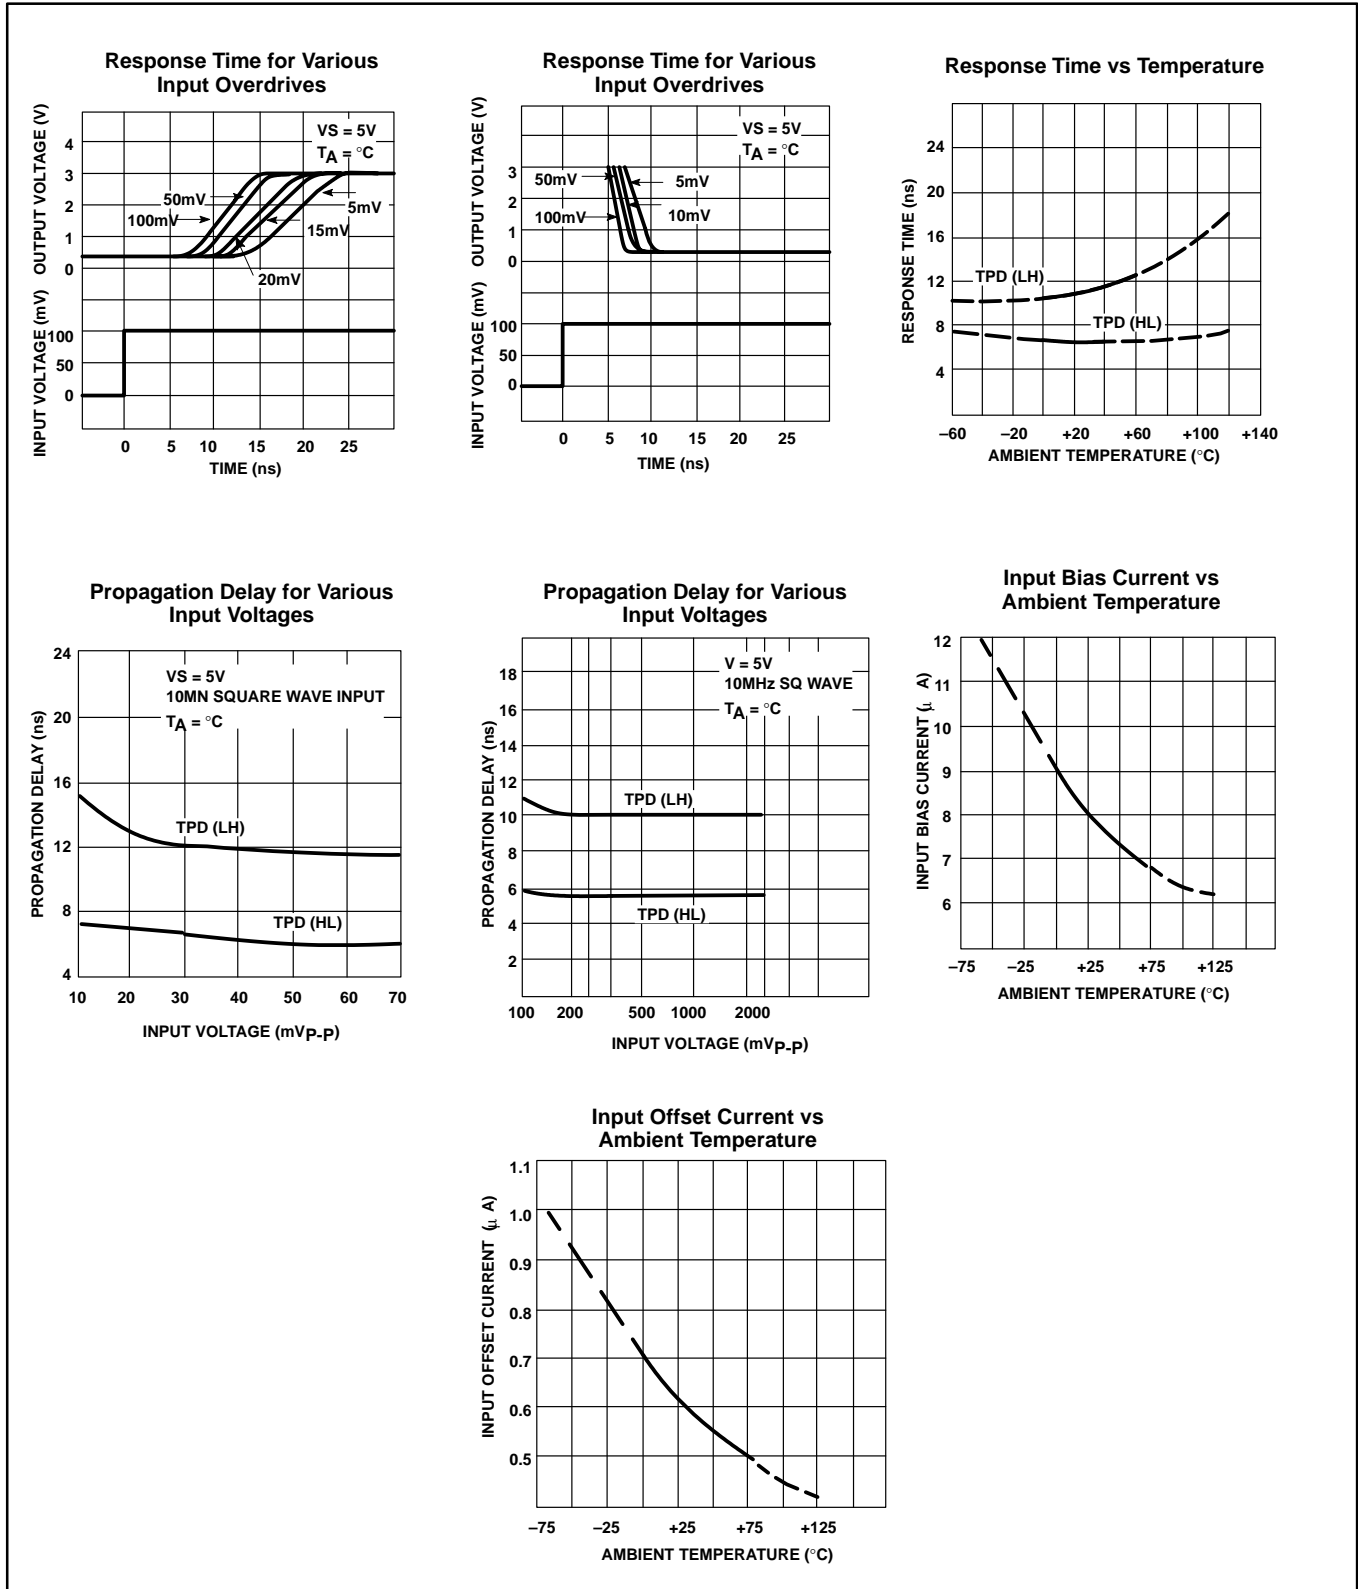 Response Time for Various
Input Overdrives
OUTPUT VOLTAGE (V)
INPUT VOLTAGE (mV)
4
3
2
1
0
100
50
0
VS = 5V
TA = °C
50mV
100mV
5mV
15mV
20mV
0 5 10 15 20 25
TIME (ns)
Response Time for Various
Input Overdrives
OUTPUT VOLTAGE (V)
INPUT VOLTAGE (mV)
3
2
1
0
100
50
0
VS = 5V
TA = °C
50mV
5mV
100mV
10mV
0 5 10 15 20 25
TIME (ns)
Response Time vs Temperature
RESPONSE TIME (ns)
24
20
16
12
8
4
TPD (LH)
TPD (HL)
–60 –20 +20 +60 +100 +140
AMBIENT TEMPERATURE (°C)
Propagation Delay for Various
Input Voltages
PROPAGATION DELAY (ns)
24
20
16
12
8
4
VS = 5V
10MN SQUARE WAVE INPUT
TA = °C
TPD (LH)
TPD (HL)
10 20 30 40 50 60 70
INPUT VOLTAGE (mVP-P)
Propagation Delay for Various
Input Voltages
PROPAGATION DELAY (ns)
18
16
14
12
10
8
6
4
2
V = 5V
10MHz SQ WAVE
TA = °C
TPD (LH)
TPD (HL)
100 200 500 1000 2000
INPUT VOLTAGE (mVP-P)
Input Bias Current vs
Ambient Temperature
INPUT BIAS CURRENT (μ A)
12
11
10
9
8
7
6
–75 –25 +25 +75 +125
AMBIENT TEMPERATURE (°C)
Input Offset Current vs
Ambient Temperature
INPUT OFFSET CURRENT (μ A)
1.1
1.0
0.9
0.8
0.7
0.6
0.5
–75 –25 +25 +75 +125
AMBIENT TEMPERATURE (°C)